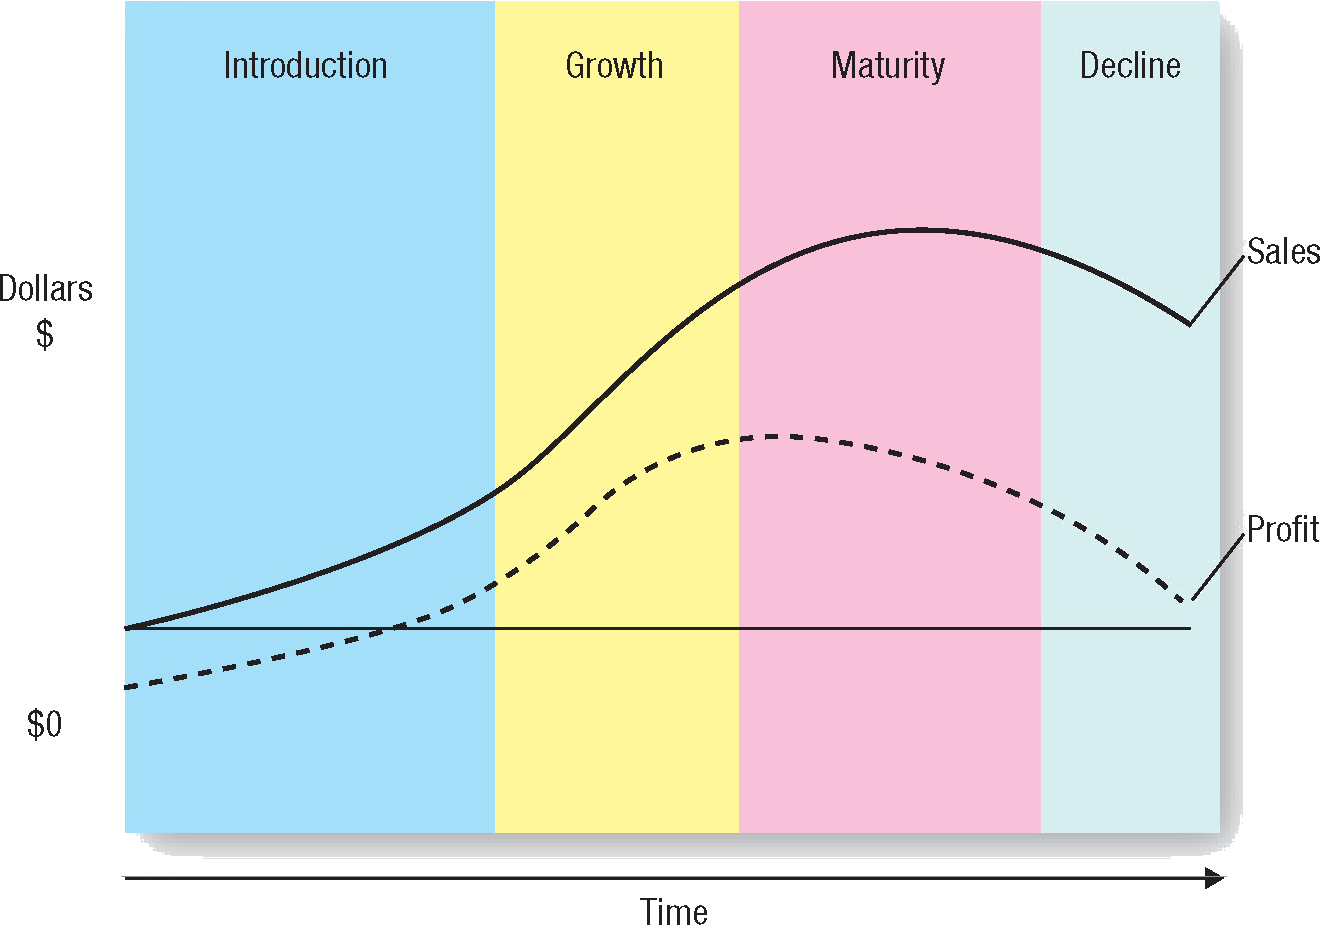 Introduction
Growth
Maturity
Decline
Sales
Dollars
$
Profit
$0
Time